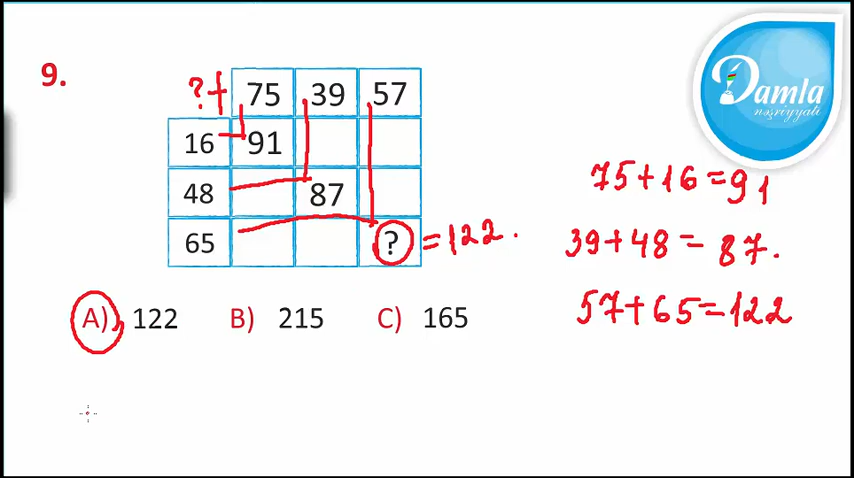 9.
?+ 75 39 57
16 91
48 87
65 ? =122.
A) 122 B) 215 C) 165
75+16=91
39+48=87.
57+65=122
Damla
nəşriyyatı